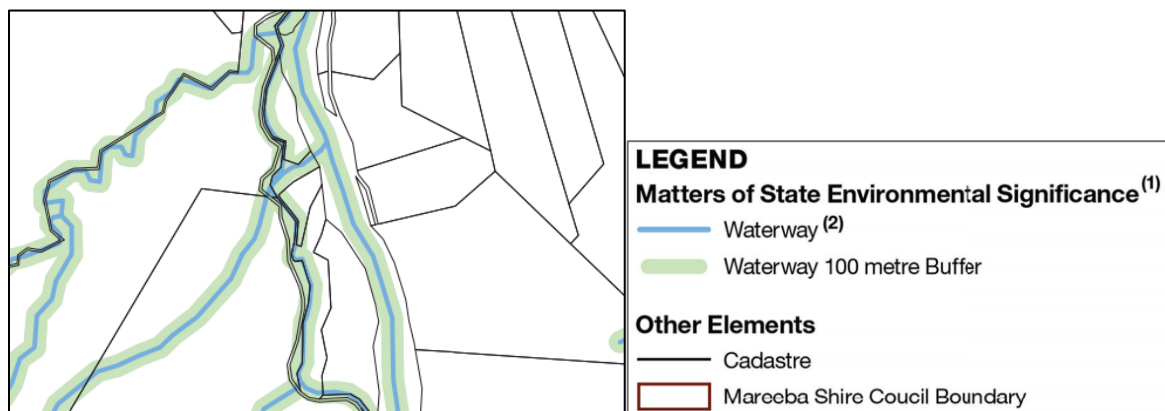 LEGEND
Matters of State Environmental Significance (1)
Waterway (2)
Waterway 100 metre Buffer
Other Elements
Cadastre
Mareeba Shire Coucil Boundary